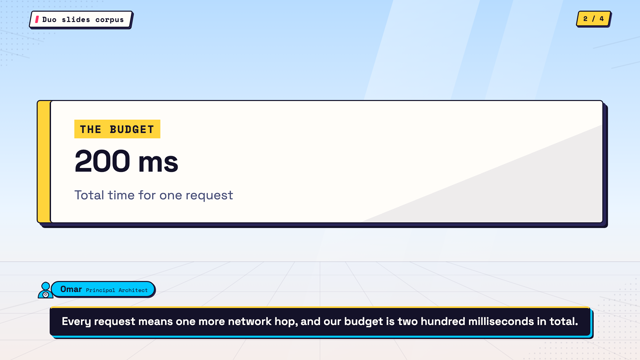 Duo slides corpus
2 / 4
THE BUDGET
200 ms
Total time for one request
Omar Principal Architect
Every request means one more network hop, and our budget is two hundred milliseconds in total.